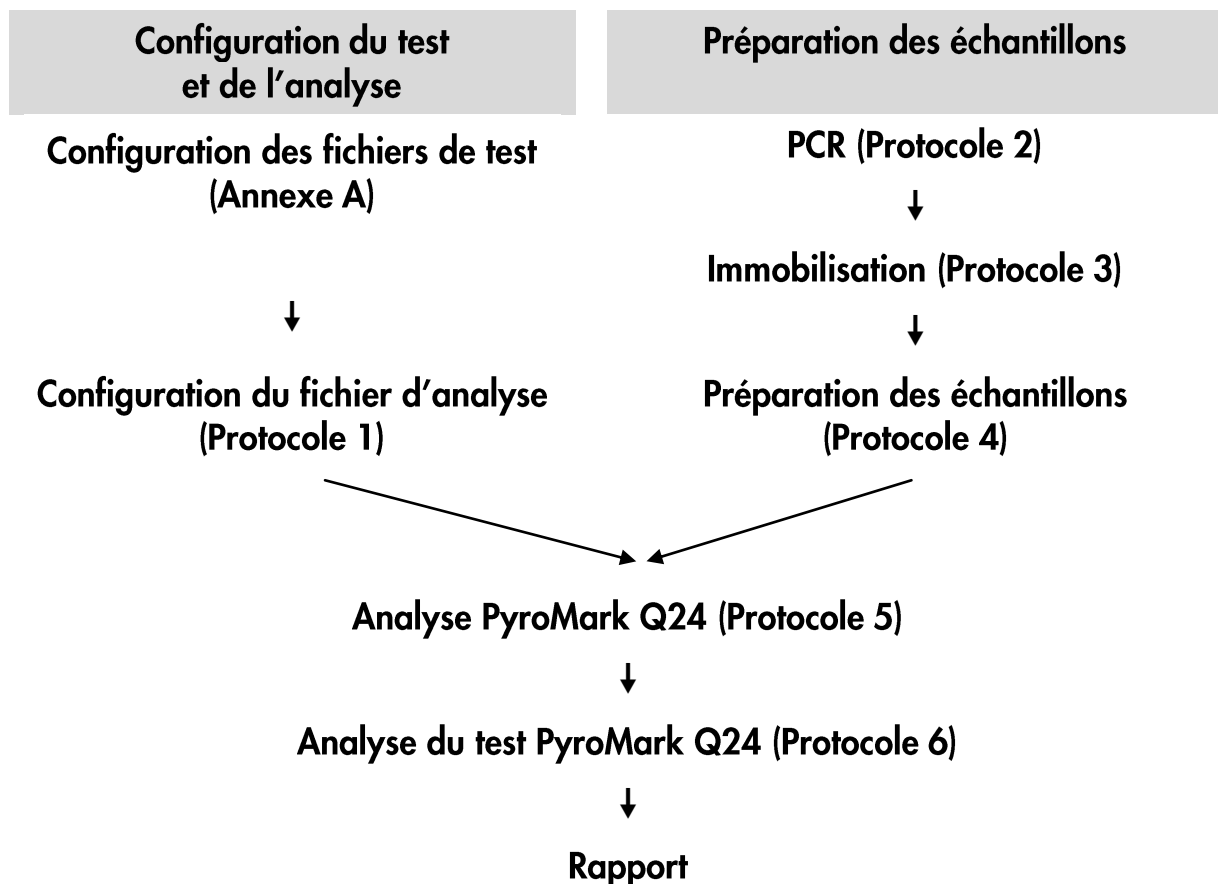 Configuration du test
et de l’analyse
Configuration des fichiers de test
(Annexe A)
Configuration du fichier d’analyse
(Protocole 1)
Préparation des échantillons
PCR (Protocole 2)
Immobilisation (Protocole 3)
Préparation des échantillons
(Protocole 4)
Analyse PyroMark Q24 (Protocole 5)
Analyse du test PyroMark Q24 (Protocole 6)
Rapport